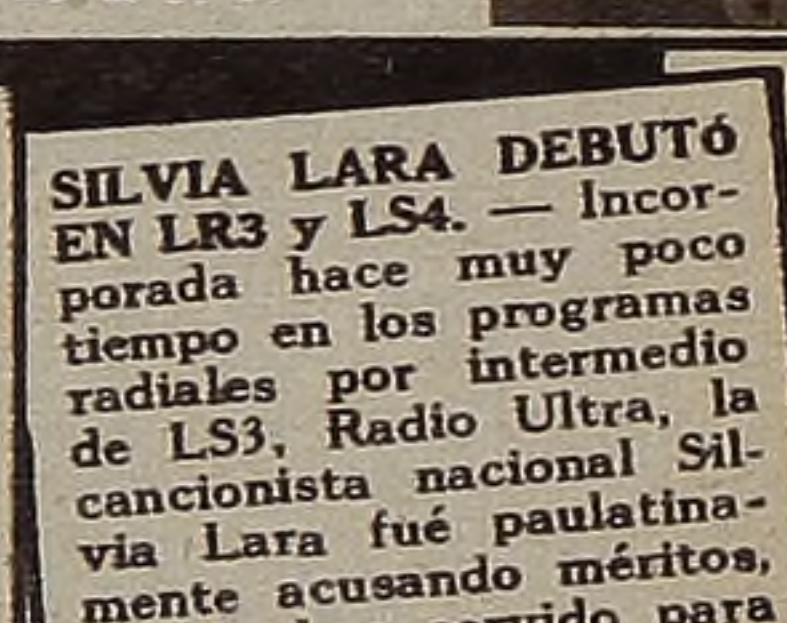 SILVIA LARA DEBUTÓ
EN LR3 y LS4. — Incor-
porada hace muy poco
tiempo en los programas
radiales por intermedio
de LS3, Radio Ultra, la
cancionista nacional Sil-
via Lara fué paulatina-
mente acusando méritos,
para